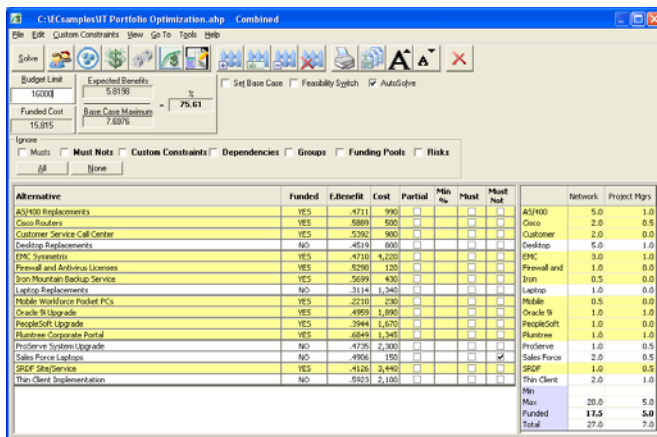 C:\ECsamples\IT Portfolio Optimization.ahp Combined
File Edit Custom Constraints View Go To Tools Help
Solve A A
Budget Limit Expected Benefits % Set Base Case Feasibility Switch AutoSolve
16000 5.8198 = 75.61
Funded Cost Base Case Maximum
15,815 7.6976
Ignore
Musts Must Nots Custom Constraints Dependencies Groups Funding Pools Risks
All None
Alternative Funded E.Benefit Cost Partial Min % Must Must Not Network Project Mgrs
AS/400 Replacements YES .4711 990 AS/400 5.0 1.0
Cisco Routers YES .5889 500 Cisco 2.0 0.5
Customer Service Call Center YES .5392 980 Customer 2.0 0.0
Desktop Replacements NO .4519 800 Desktop 5.0 1.0
EMC Symmetrix YES .4710 4,220 EMC 3.0 1.0
Firewall and Antivirus Licenses YES .5290 120 Firewall and 1.0 0.0
Iron Mountain Backup Service YES .5699 430 Iron 0.5 0.0
Laptop Replacements NO .3114 1,340 Laptop 1.0 0.0
Mobile Workforce Pocket PCs YES .2210 230 Mobile 0.5 0.0
Oracle 9i Upgrade YES .4959 1,890 Oracle 9i 1.0 1.0
PeopleSoft Upgrade YES .3944 1,670 PeopleSoft 1.0 1.0
Plumtree Corporate Portal YES .6849 1,345 Plumtree 1.0 1.0
ProServe System Upgrade NO .4735 2,300 ProServe 1.0 0.5
Sales Force Laptops NO .4906 150 Sales Force 2.0 0.5
SRDF Site/Service YES .4126 3,440 SRDF 1.0 0.5
Thin Client Implementation NO .5923 2,100 Thin Client 2.0 1.0
Min
Max 20.0 5.0
Funded 17.5 5.0
Total 27.0 7.0